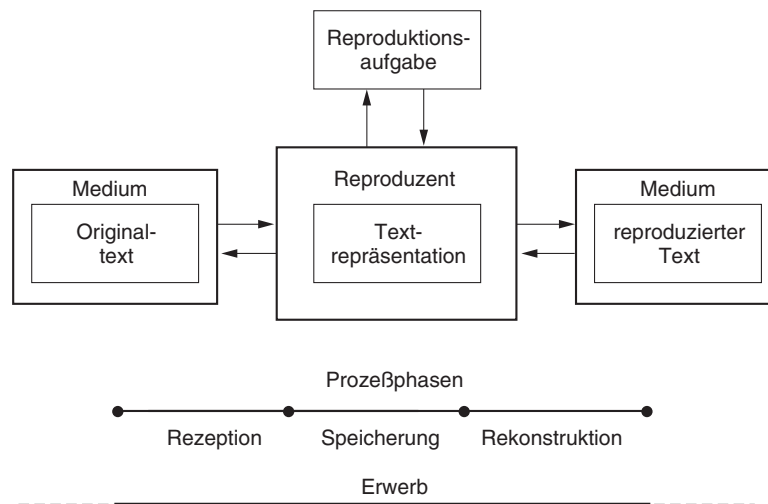 Reproduktions-
aufgabe
Medium
Original-
text
Reproduzent
Text-
repräsentation
Medium
reproduzierter
Text
Prozeßphasen
Rezeption
Speicherung
Rekonstruktion
Erwerb